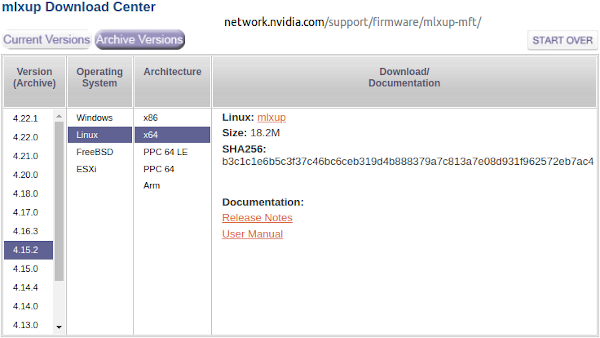 mlxup Download Center
network.nvidia.com/support/firmware/mlxup-mft/
Current Versions Archive Versions START OVER
Version (Archive)
Operating System
Architecture
Download/ Documentation
4.22.1
4.22.0
4.21.0
4.20.0
4.18.0
4.17.0
4.16.3
4.15.2
4.15.0
4.14.4
4.14.0
4.13.0
Windows
Linux
FreeBSD
ESXi
x86
x64
PPC 64 LE
PPC 64
Arm
Linux: mlxup
Size: 18.2M
SHA256:
b3c1c1e6b5c3f37c46bc6ceb319d4b888379a7c813a7e08d931f962572eb7ac4
Documentation:
Release Notes
User Manual